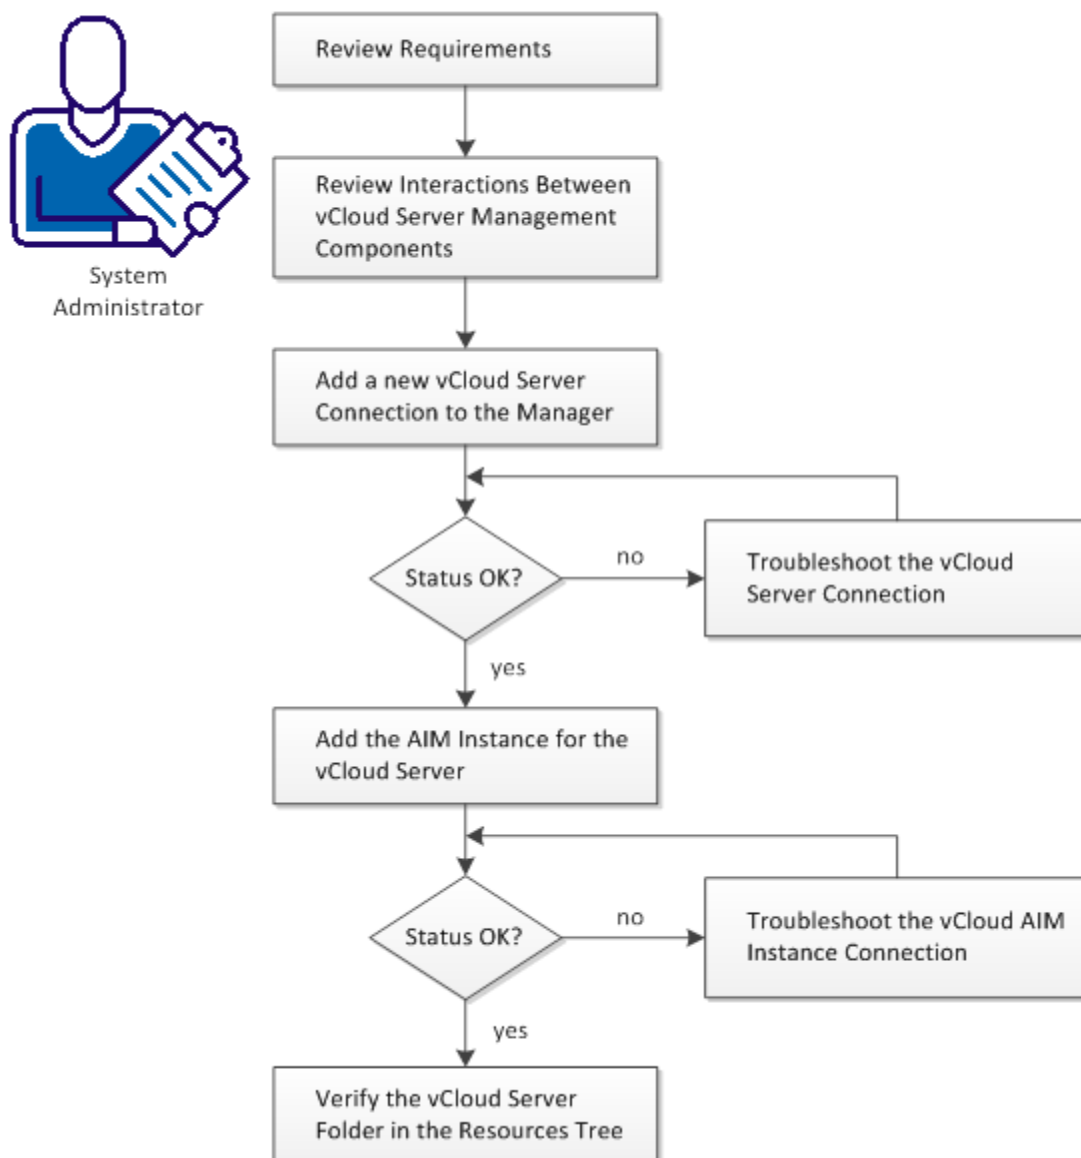 Review Requirements
Review Interactions Between
vCloud Server Management
Components
System
Administrator
Add a new vCloud Server
Connection to the Manager
Status OK?
no
Troubleshoot the vCloud
Server Connection
yes
Add the AIM Instance for the
vCloud Server
Status OK?
no
Troubleshoot the vCloud AIM
Instance Connection
yes
Verify the vCloud Server
Folder in the Resources Tree